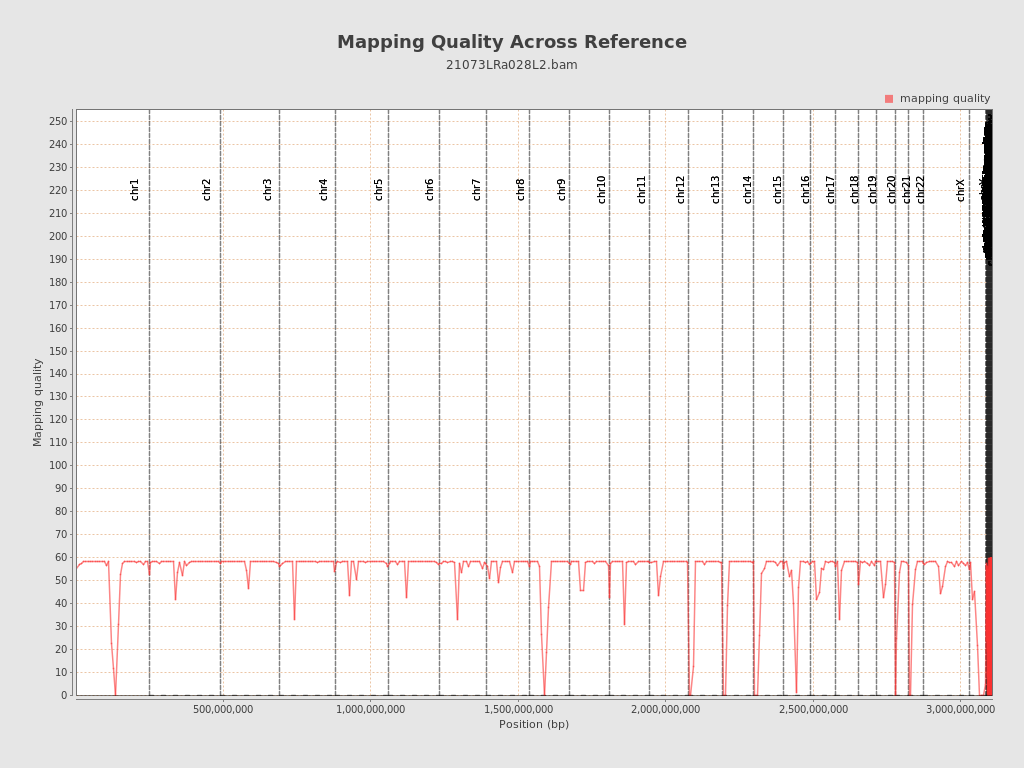 Mapping Quality Across Reference
21073LRa028L2.bam
mapping quality
250
240
230
220
210
200
190
180
170
160
150
140
130
120
110
100
90
80
70
60
50
40
30
20
10
0
Mapping quality
chr1
chr2
chr3
chr4
chr5
chr6
chr7
chr8
chr9
chr10
chr11
chr12
chr13
chr14
chr15
chr16
chr17
chr18
chr19
chr20
chr21
chr22
chrX
500,000,000
1,000,000,000
1,500,000,000
2,000,000,000
2,500,000,000
3,000,000,000
Position (bp)